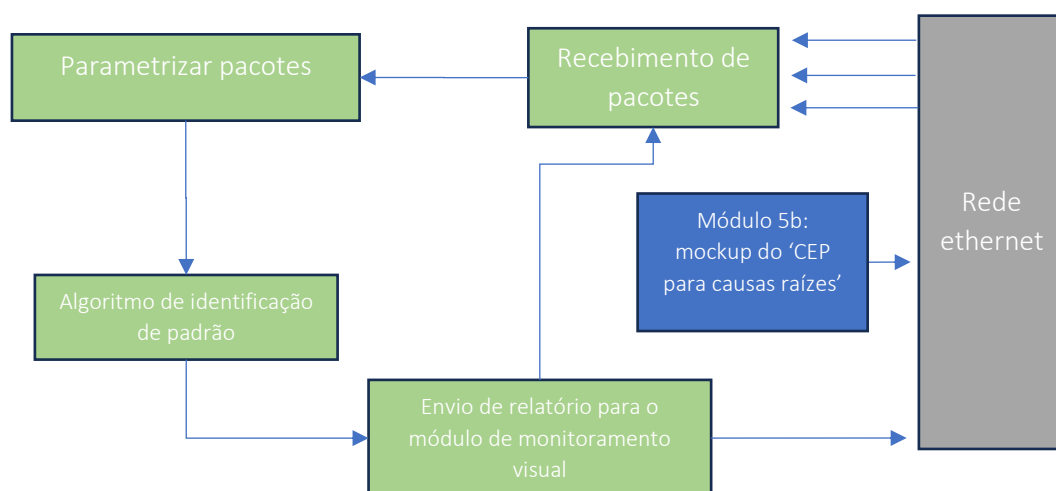 Parametrizar pacotes
Recebimento de
pacotes
Rede
ethernet
Módulo 5b:
mockup do ‘CEP
para causas raízes’
Algoritmo de identificação
de padrão
Envio de relatório para o
módulo de monitoramento
visual